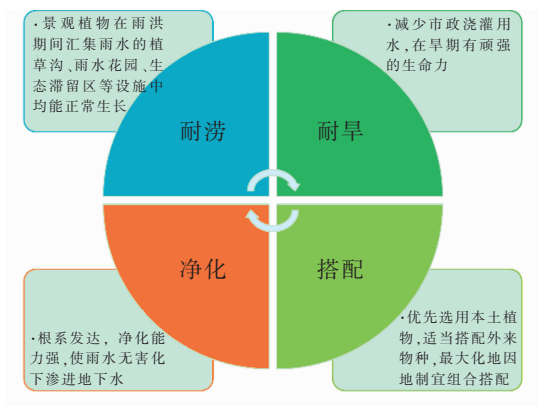 ·景观植物在雨洪
期间汇集雨水的植
草沟、雨水花园、生
态滞留区等设施中
均能正常生长
·减少市政浇灌用
水,在旱期有顽强
的生命力
耐涝
耐旱
净化
搭配
·根系发达，净化能
力强,使雨水无害化
下渗进地下水
·优先选用本土植
物,适当搭配外来
物种,最大化地因
地制宜组合搭配